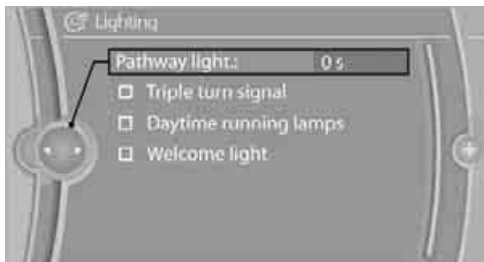 Lighting
Pathway light.: 0 s
Triple turn signal
Daytime running lamps
Welcome light